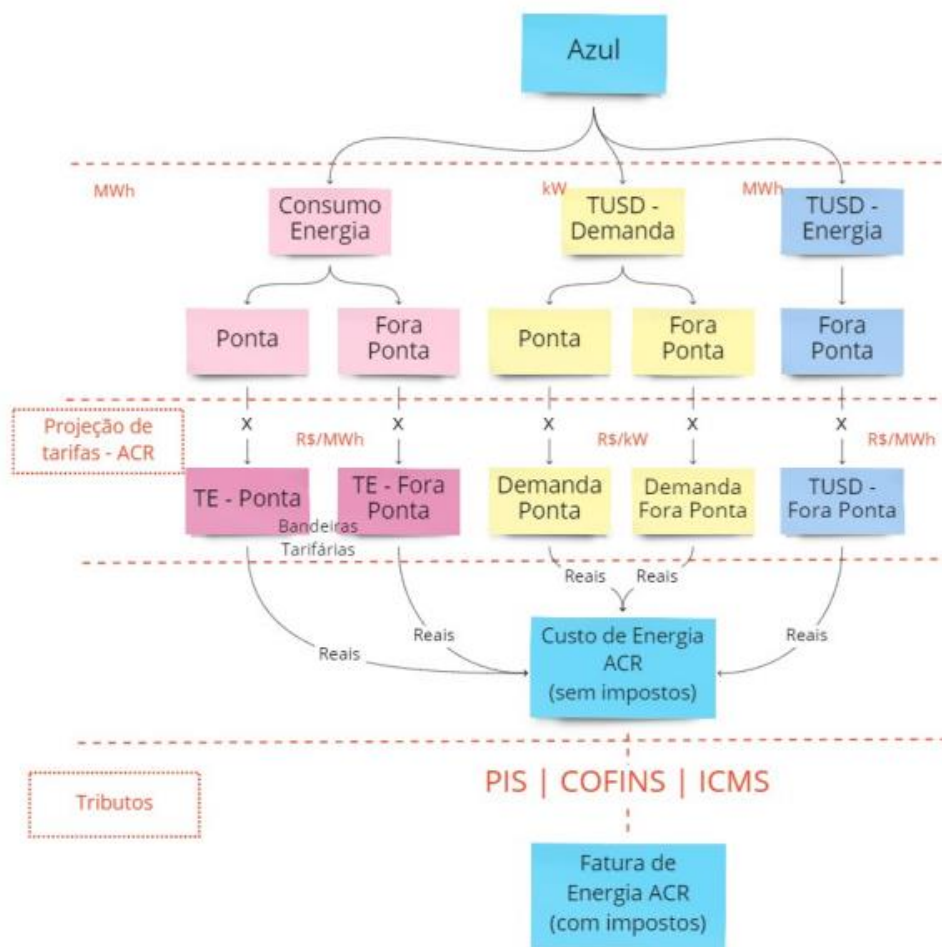 Azul
MWh
kW
MWh
Consumo
Energia
TUSD -
Demanda
TUSD -
Energia
Ponta
Fora
Ponta
Ponta
Fora
Ponta
Fora
Ponta
Projeção de
tarifas - ACR
x
R$/MWh
x
x
R$/kW
x
x
R$/MWh
TE - Ponta
TE - Fora
Ponta
Demanda
Ponta
Demanda
Fora Ponta
TUSD -
Fora Ponta
Bandeiras
Tarifárias
Reais
Reais
Reais
Reais
Reais
Custo de Energia
ACR
(sem impostos)
Tributos
PIS | COFINS | ICMS
Fatura de
Energia ACR
(com impostos)